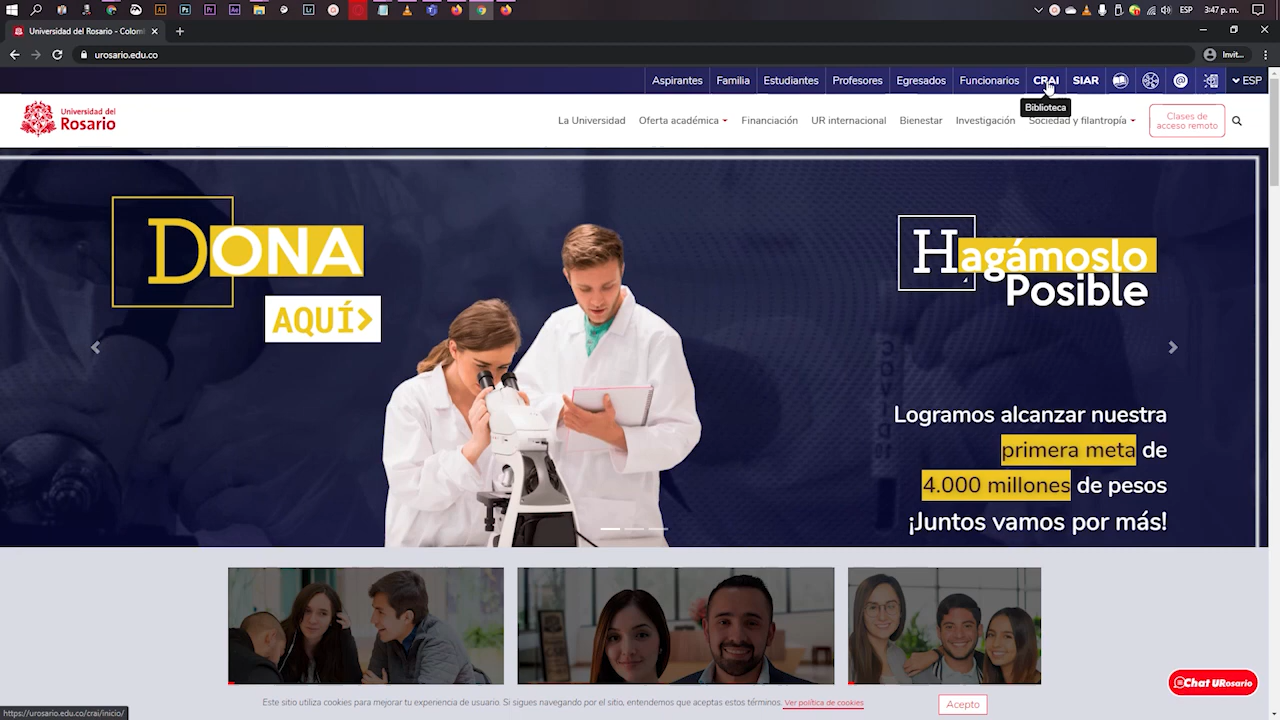 ESP 3:47 p. m.
Universidad del Rosario - Colom
urosario.edu.co
Invit...
Aspirantes Familia Estudiantes Profesores Egresados Funcionarios CRAI SIAR ESP
Biblioteca
Universidad del
Rosario
La Universidad Oferta académica Financiación UR internacional Bienestar Investigación Sociedad y filantropía
Clases de
acceso remoto
DONA
AQUÍ>
Hagámoslo
Posible
Logramos alcanzar nuestra
primera meta de
4.000 millones de pesos
¡Juntos vamos por más!
Chat URosario
Este sitio utiliza cookies para mejorar tu experiencia de usuario. Si sigues navegando por el sitio, entendemos que aceptas estos términos. Ver política de cookies
Acepto
https://urosario.edu.co/crai/inicio/